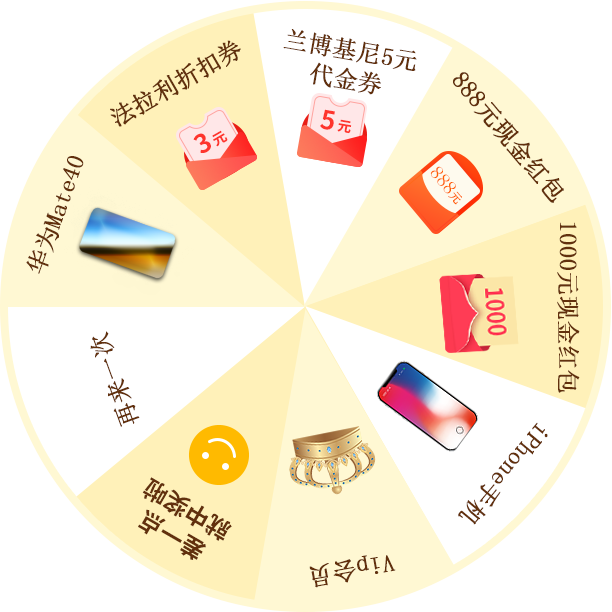 兰博基尼5元
代金券
5元
888元现金红包
888元
1000元现金红包
1000
iPhone手机
Vip会员
差一点
就中奖啦
再来一次
华为Mate40
法拉利折扣券
3元